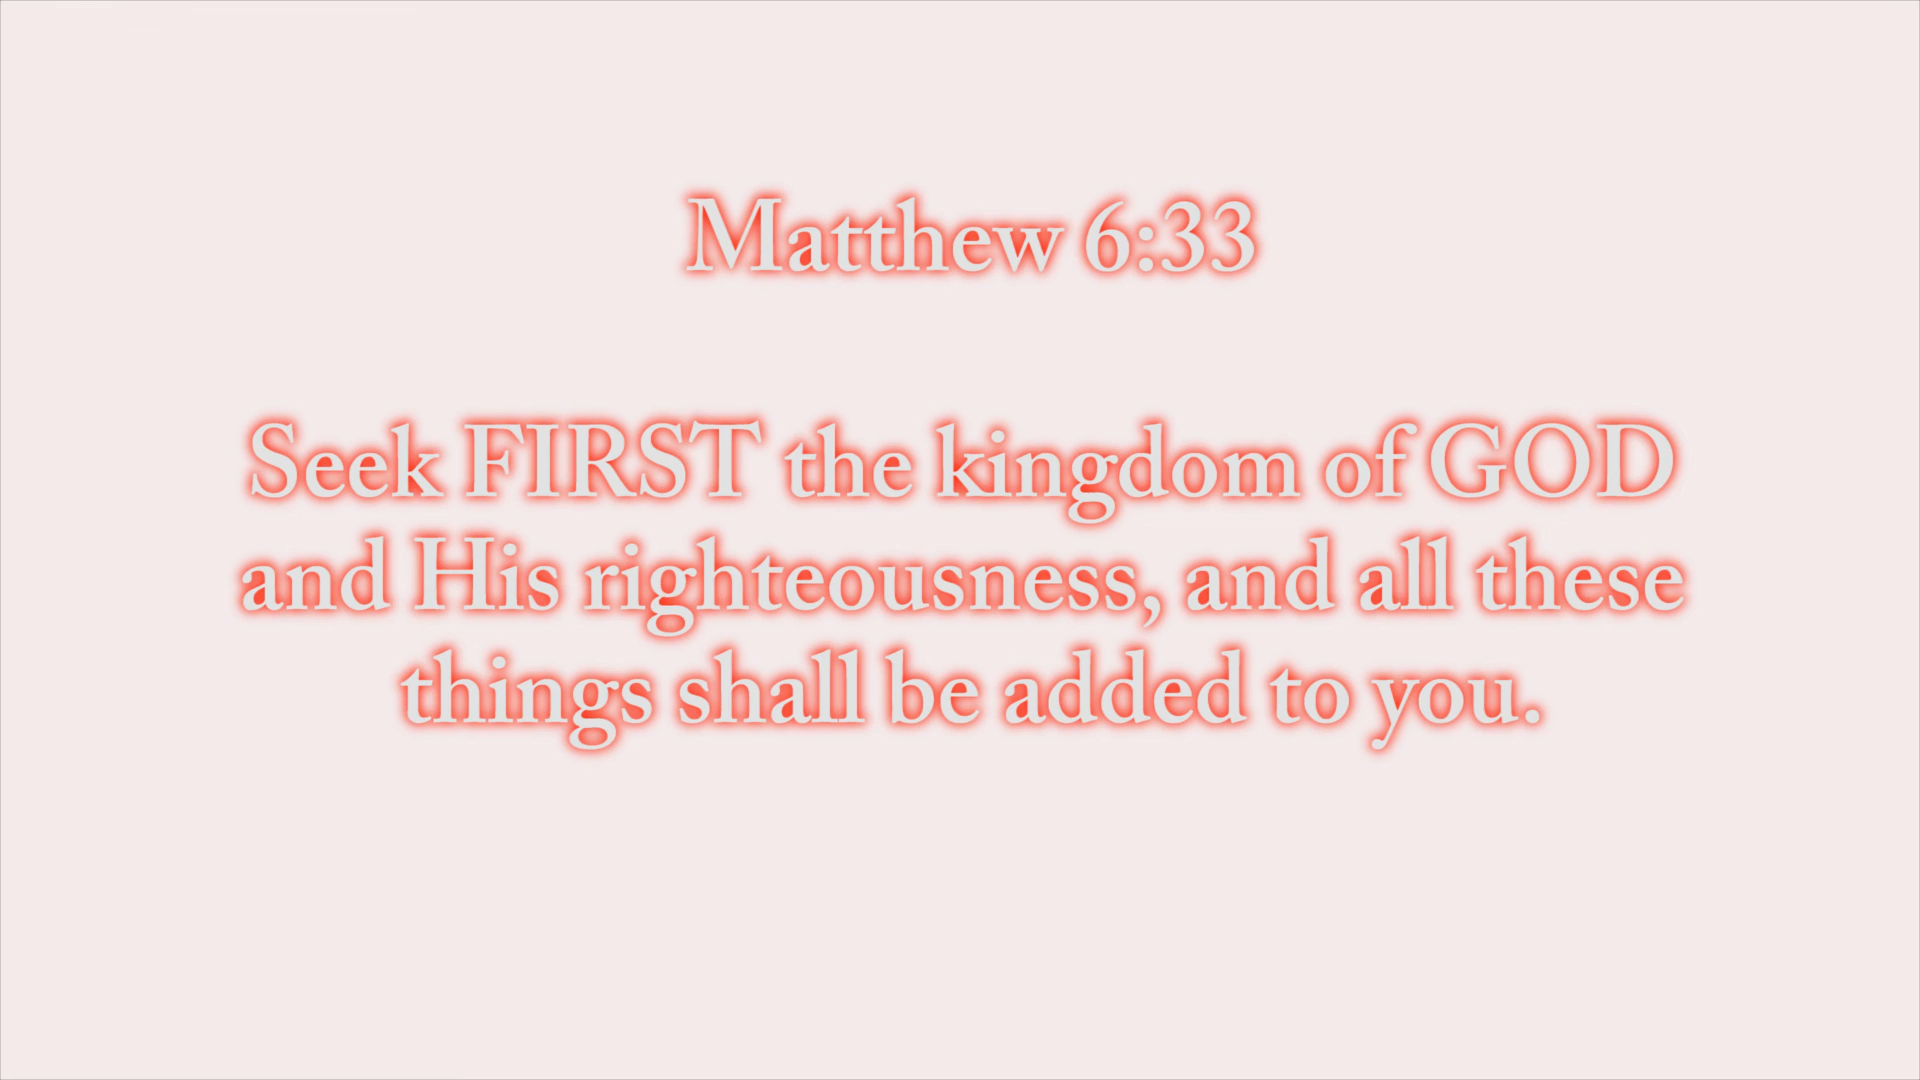 Matthew 6:33
Seek FIRST the kingdom of GOD
and His righteousness, and all these
things shall be added to you.